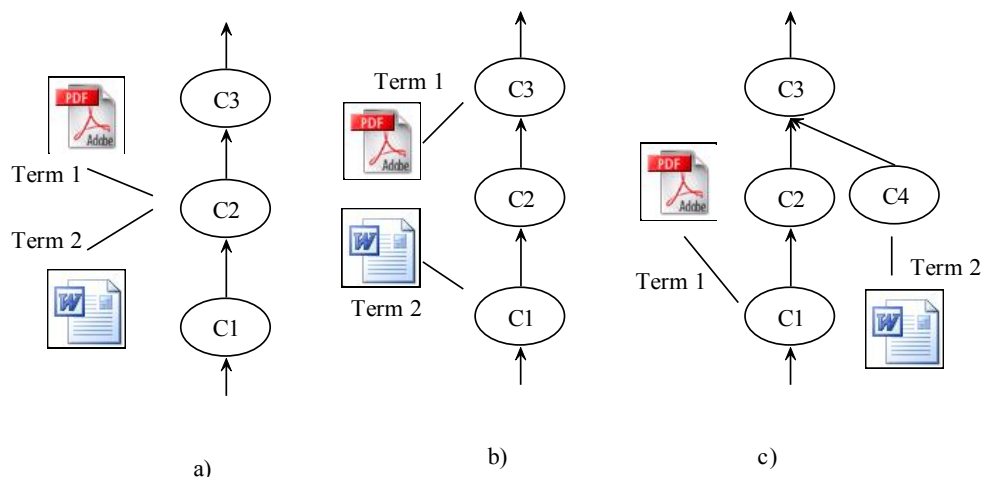 C3
PDF
Adobe
Term 1
C2
Term 2
W
C1
a)
Term 1
C3
PDF
Adobe
C2
W
Term 2
C1
b)
C3
PDF
Adobe
C2
C4
Term 1
Term 2
C1
W
c)